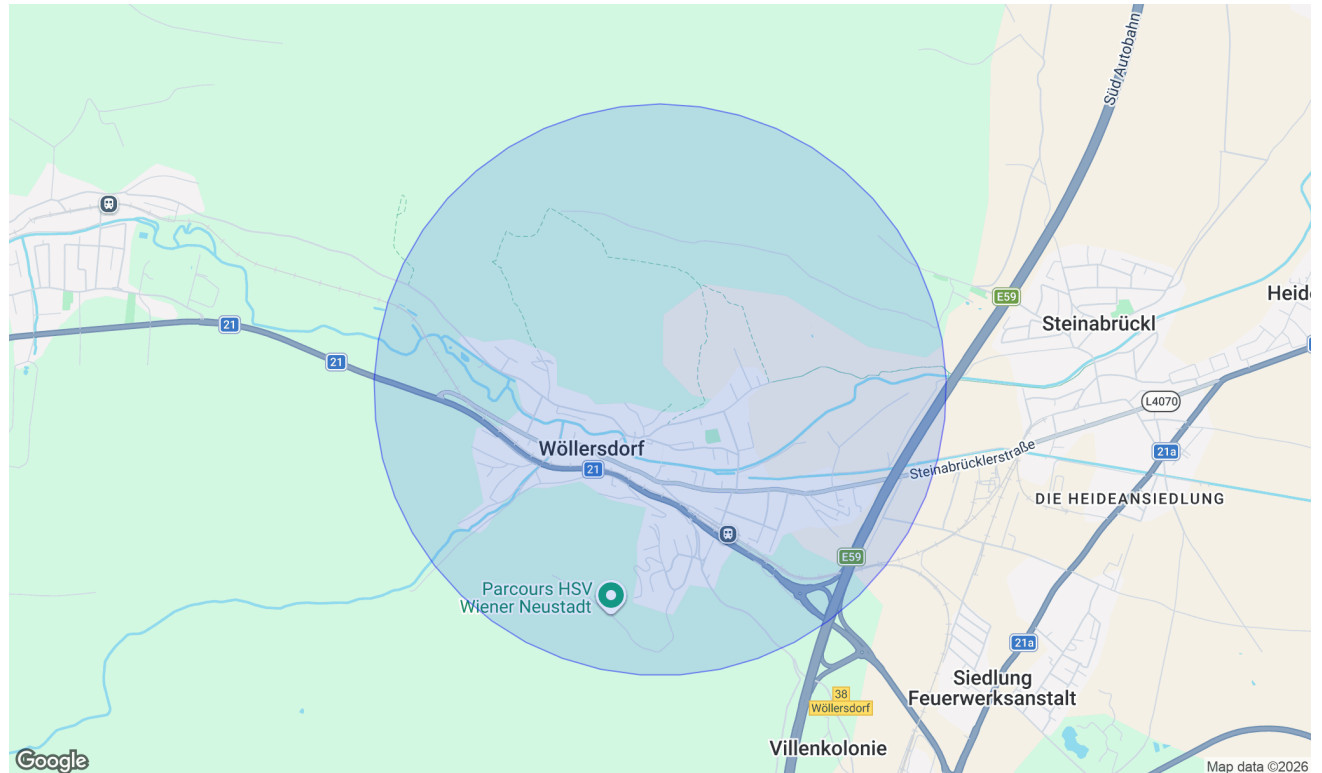 Süd Autobahn
E59
Heid
Steinabrückl
21
21
L4070
Wöllersdorf
21
21a
Steinabrücklerstraße
DIE HEIDEANSIEDLUNG
E59
Parcours HSV
Wiener Neustadt
21a
Siedlung
Feuerwerksanstalt
38
Wöllersdorf
Villenkolonie
Google
Map data ©2026